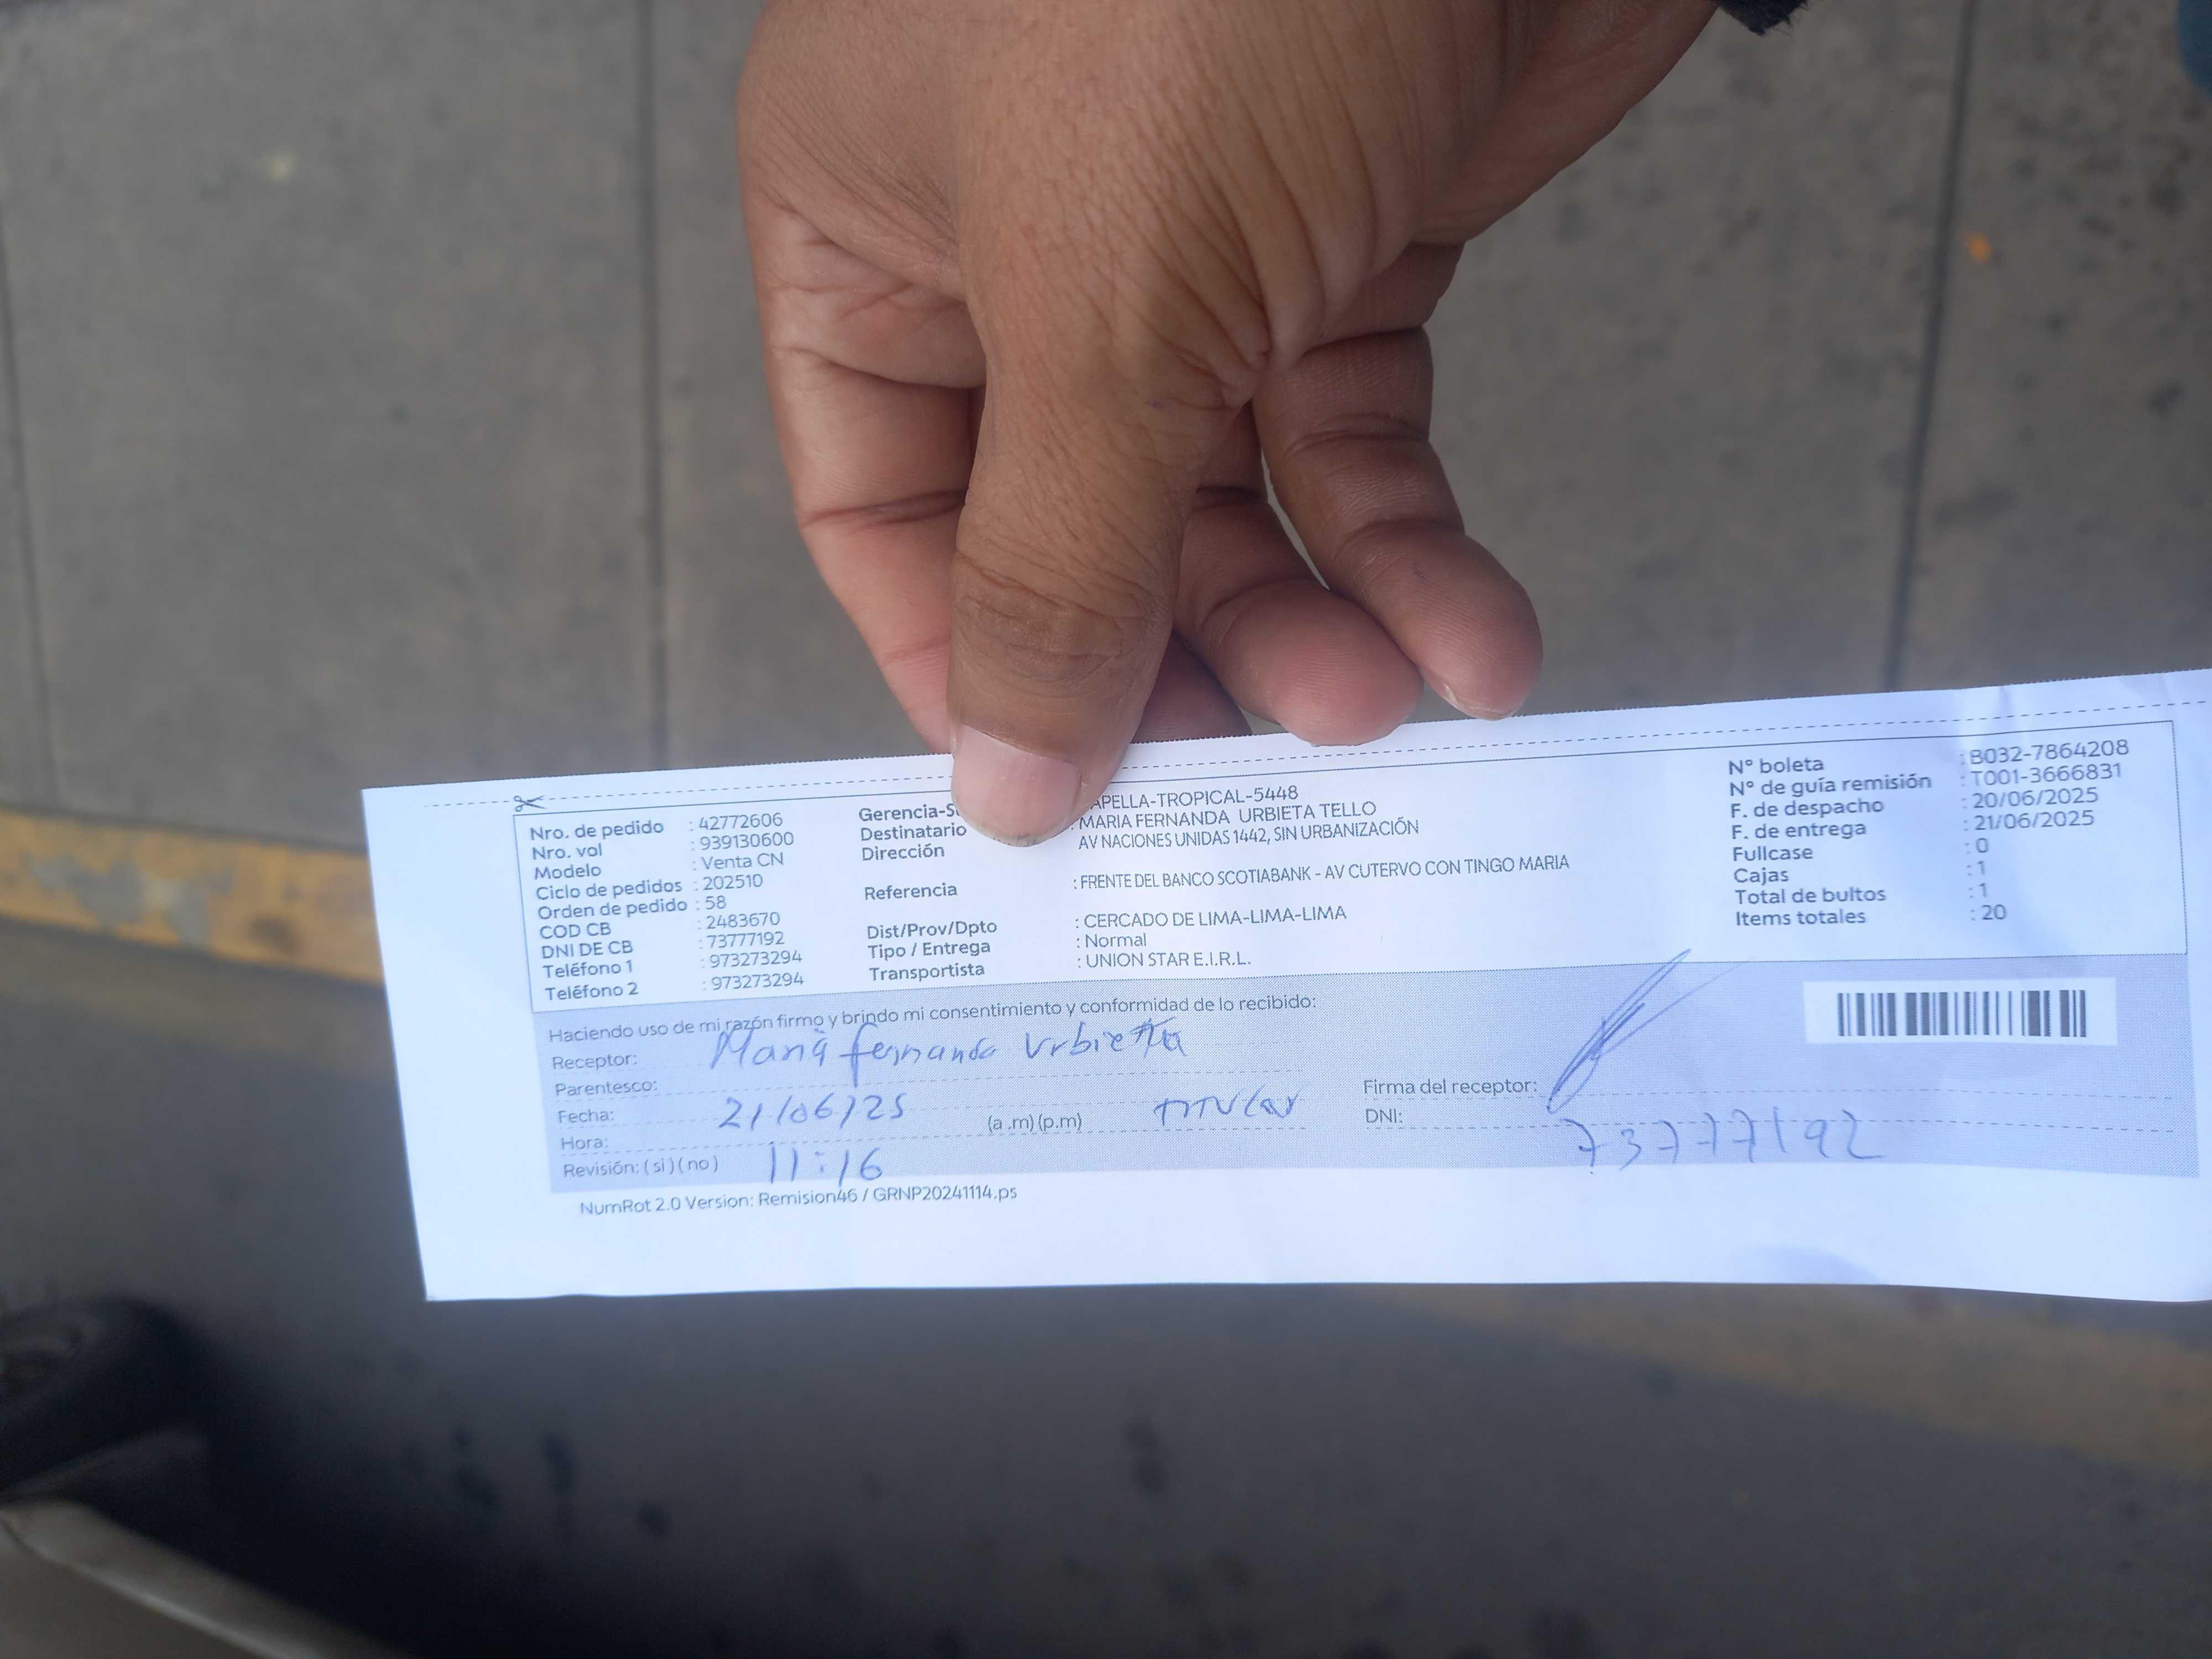 Nro. de pedido : 42772606
Nro. vol : 939130600
Modelo : Venta CN
Ciclo de pedidos : 202510
Orden de pedido : 58
COD CB : 2483670
DNI DE CB : 73777192
Teléfono 1 : 973273294
Teléfono 2 : 973273294
Gerencia-S APELLA-TROPICAL-5448
Destinatario : MARIA FERNANDA URBIETA TELLO
Dirección AV NACIONES UNIDAS 1442, SIN URBANIZACIÓN
Referencia : FRENTE DEL BANCO SCOTIABANK - AV CUTERVO CON TINGO MARIA
Dist/Prov/Dpto : CERCADO DE LIMA-LIMA-LIMA
Tipo / Entrega : Normal
Transportista : UNION STAR E.I.R.L.
N° boleta : B032-7864208
N° de guía remisión : T001-3666831
F. de despacho : 20/06/2025
F. de entrega : 21/06/2025
Fullcase : 0
Cajas : 1
Total de bultos : 1
Items totales : 20
Haciendo uso de mi razón firmo y brindo mi consentimiento y conformidad de lo recibido:
Receptor: Maria fernanda Urbieta
Parentesco:
Fecha: 21/06/25 (a .m) (p.m) TITULAR
Hora:
Revisión: ( si ) ( no ) 11:16
Firma del receptor:
DNI: 73777192
NumRot 2.0 Version: Remision46 / GRNP20241114.ps